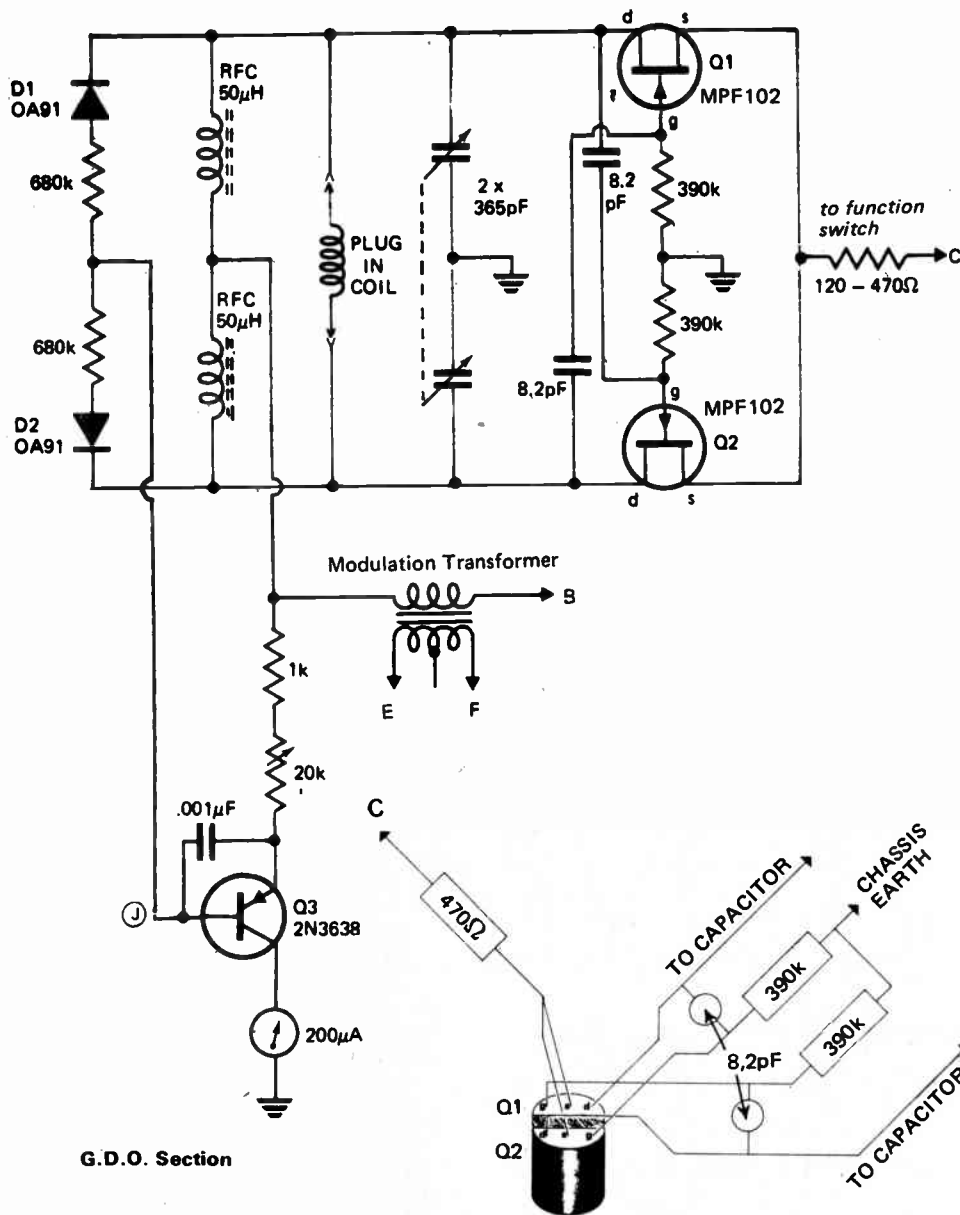 d
s
Q1
MPF102
g
D1
OA91
RFC
50µH
680k
2 x
365pF
8.2
pF
390k
to function
switch
C
120 – 470Ω
PLUG
IN
COIL
680k
RFC
50µH
390k
8,2pF
g
MPF102
Q2
D2
OA91
d
s
Modulation Transformer
B
1k
E
F
20k
.001µF
C
J
Q3
2N3638
470Ω
TO CAPACITOR
CHASSIS
EARTH
390k
390k
8,2pF
200µA
Q1
Q2
TO CAPACITOR
G.D.O. Section